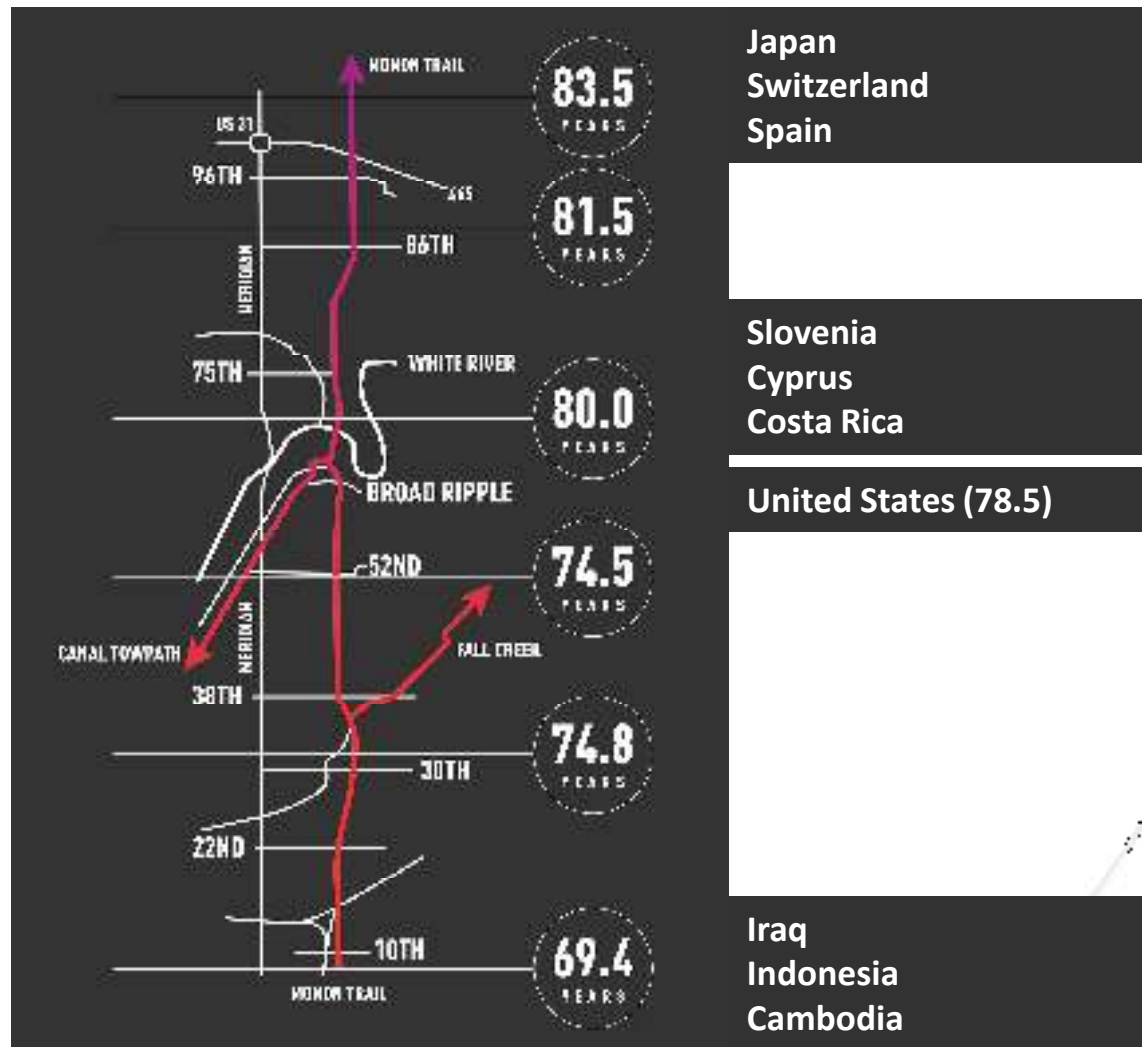 MONON TRAIL
83.5
YEARS
US 31
96TH
465
81.5
YEARS
86TH
MERIDIAN
75TH
WHITE RIVER
80.0
YEARS
BROAD RIPPLE
52ND
74.5
YEARS
MERIDIAN
CANAL TOWPATH
FALL CREEK
38TH
74.8
YEARS
30TH
22ND
10TH
69.4
YEARS
MONON TRAIL
Japan
Switzerland
Spain
Slovenia
Cyprus
Costa Rica
United States (78.5)
Iraq
Indonesia
Cambodia